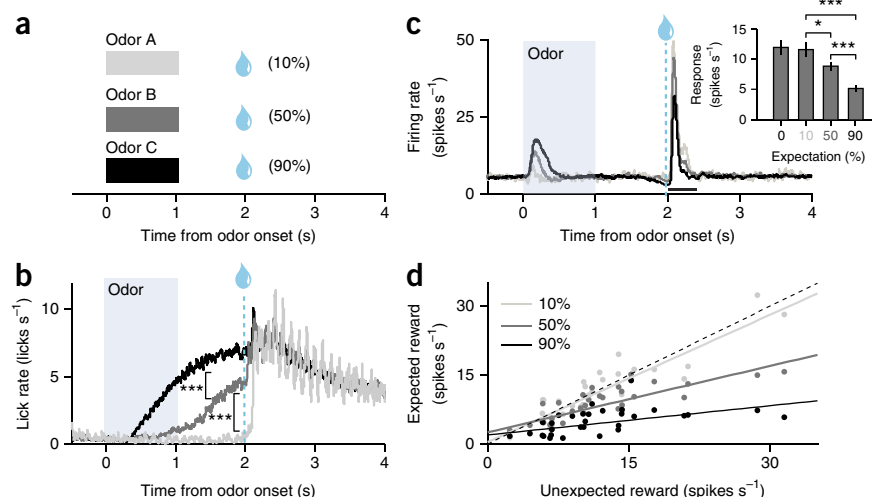 a
Odor A
(10%)
Odor B
(50%)
Odor C
(90%)
0 1 2 3 4
Time from odor onset (s)
b
Odor
Lick rate (licks s−1)
10
5
0
***
***
0 1 2 3 4
Time from odor onset (s)
c
Odor
Firing rate
(spikes s−1)
50
25
0
0 1 2 3 4
Time from odor onset (s)
***
*
***
Response
(spikes s−1)
15
10
5
0
0 10 50 90
Expectation (%)
d
10%
50%
90%
Expected reward
(spikes s−1)
30
15
0
0 15 30
Unexpected reward (spikes s−1)